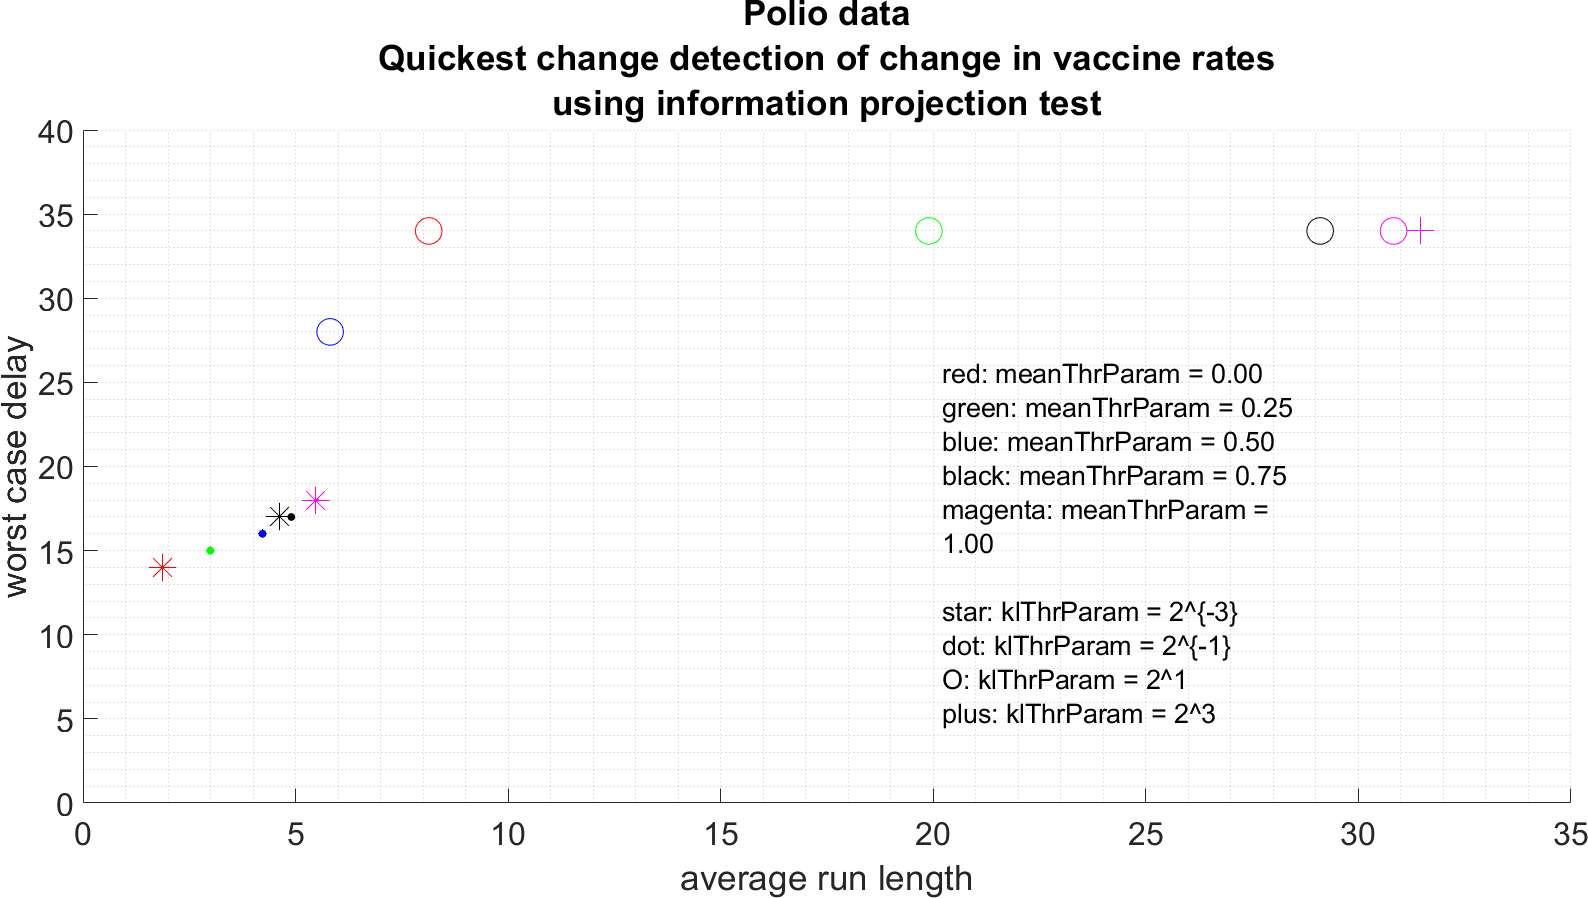 Polio data
Quickest change detection of change in vaccine rates
using information projection test
40
35
30
25
20
15
10
5
0
worst case delay
red: meanThrParam = 0.00
green: meanThrParam = 0.25
blue: meanThrParam = 0.50
black: meanThrParam = 0.75
magenta: meanThrParam =
1.00
star: klThrParam = 2^{-3}
dot: klThrParam = 2^{-1}
O: klThrParam = 2^1
plus: klThrParam = 2^3
0 5 10 15 20 25 30 35
average run length